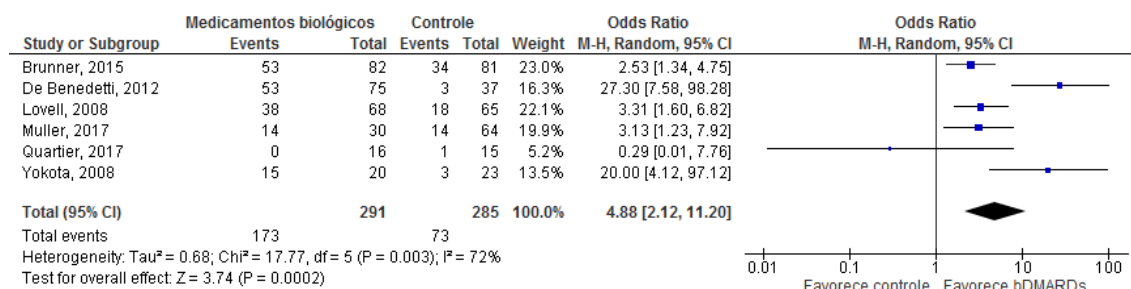 Medicamentos biológicos Controle Odds Ratio Odds Ratio
Study or Subgroup Events Total Events Total Weight M-H, Random, 95% CI M-H, Random, 95% CI
Brunner, 2015 53 82 34 81 23.0% 2.53 [1.34, 4.75]
De Benedetti, 2012 53 75 3 37 16.3% 27.30 [7.58, 98.28]
Lovell, 2008 38 68 18 65 22.1% 3.31 [1.60, 6.82]
Muller, 2017 14 30 14 64 19.9% 3.13 [1.23, 7.92]
Quartier, 2017 0 16 1 15 5.2% 0.29 [0.01, 7.76]
Yokota, 2008 15 20 3 23 13.5% 20.00 [4.12, 97.12]
Total (95% CI) 291 285 100.0% 4.88 [2.12, 11.20]
Total events 173 73
Heterogeneity: Tau² = 0.68; Chi² = 17.77, df = 5 (P = 0.003); I² = 72%
Test for overall effect: Z = 3.74 (P = 0.0002)
0.01 0.1 1 10 100
Favorece controle Favorece bDMARDs